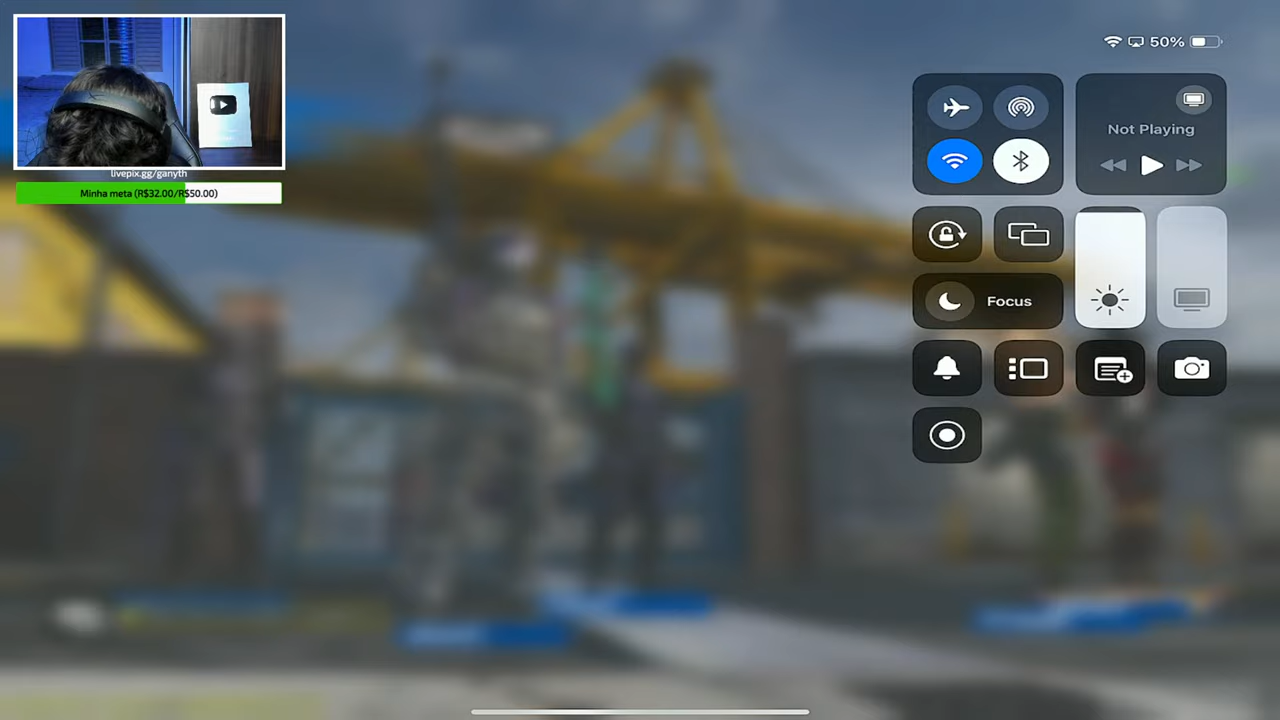 livepix.gg/ganyth
Minha meta (R$32.00/R$50.00)
50%
Not Playing
Focus